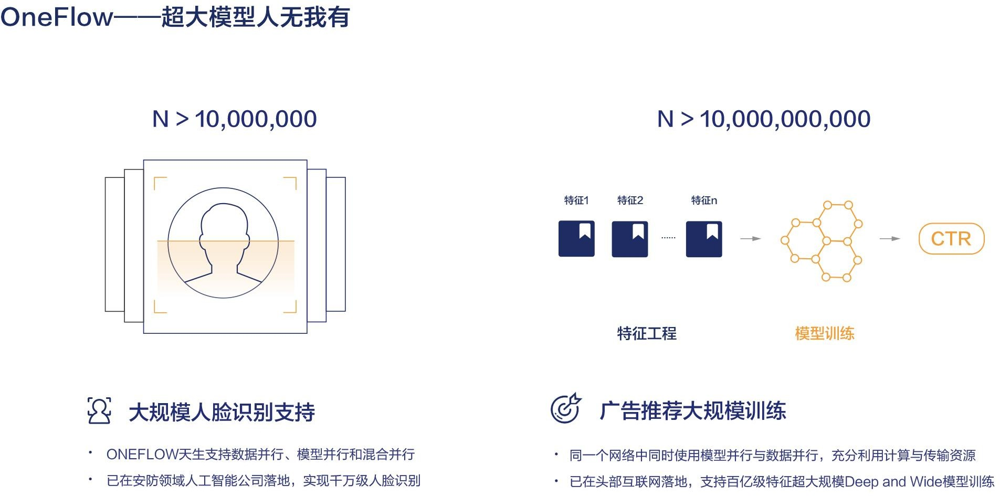 OneFlow——超大模型人无我有
N > 10,000,000
大规模人脸识别支持
• ONEFLOW天生支持数据并行、模型并行和混合并行
• 已在安防领域人工智能公司落地，实现千万级人脸识别
N > 10,000,000,000
特征1 特征2 ...... 特征n
CTR
特征工程 模型训练
广告推荐大规模训练
• 同一个网络中同时使用模型并行与数据并行，充分利用计算与传输资源
• 已在头部互联网落地，支持百亿级特征超大规模Deep and Wide模型训练